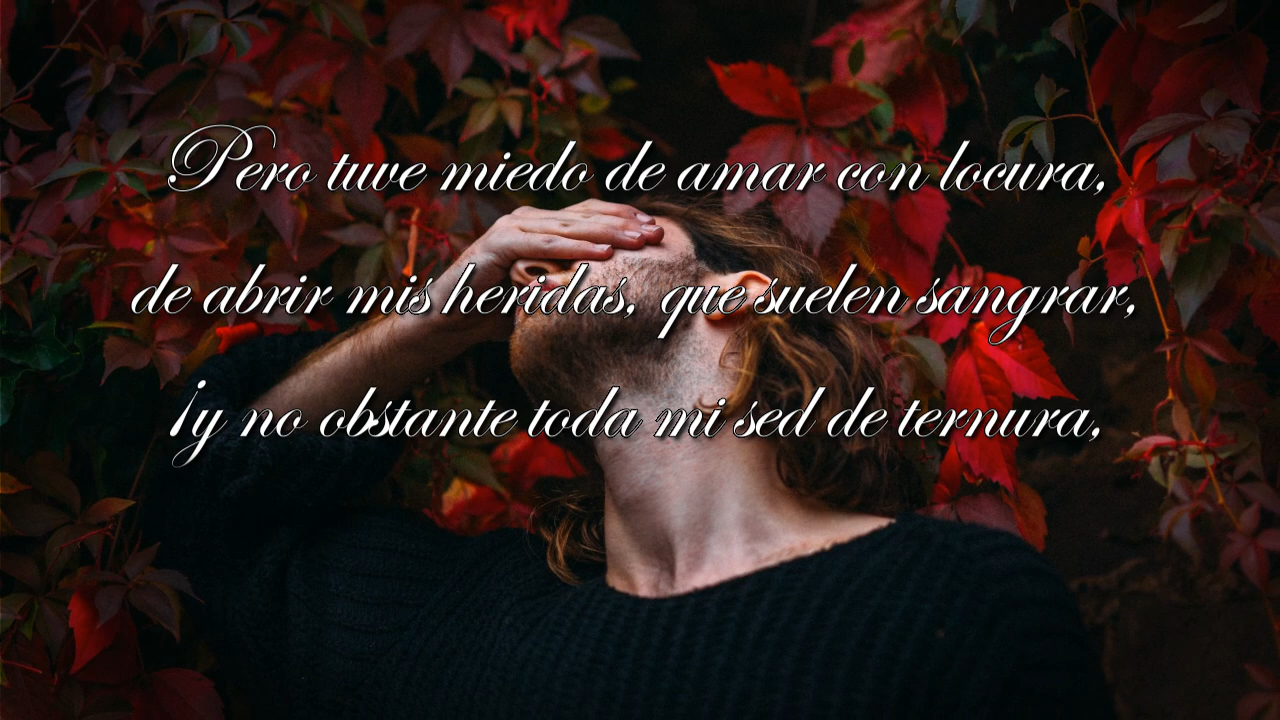 Pero tuve miedo de amar con locura,
de abrir mis heridas, que suelen sangrar,
¡y no obstante toda mi sed de ternura,